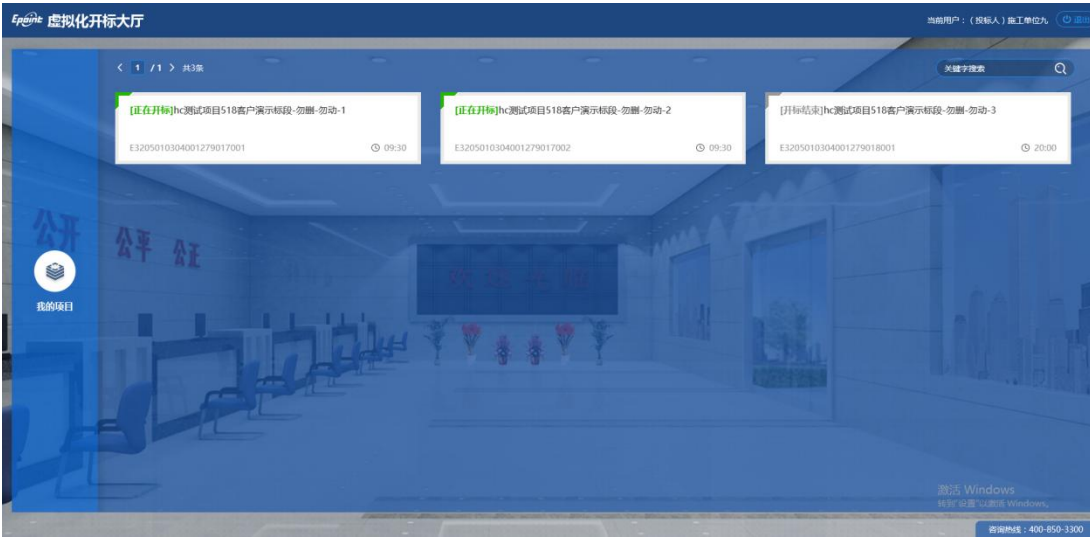 Epoint 虚拟化开标大厅
当前用户：（投标人）施工单位九
退出
1 / 1 共3条
关键字搜索
[正在开标]hc测试项目518客户演示标段-勿删-勿动-1
E3205010304001279017001 09:30
[正在开标]hc测试项目518客户演示标段-勿删-勿动-2
E3205010304001279017002 09:30
[开标结束]hc测试项目518客户演示标段-勿删-勿动-3
E3205010304001279018001 20:00
公开 公平 公正
我的项目
激活 Windows
转到"设置"以激活 Windows。
咨询热线：400-850-3300